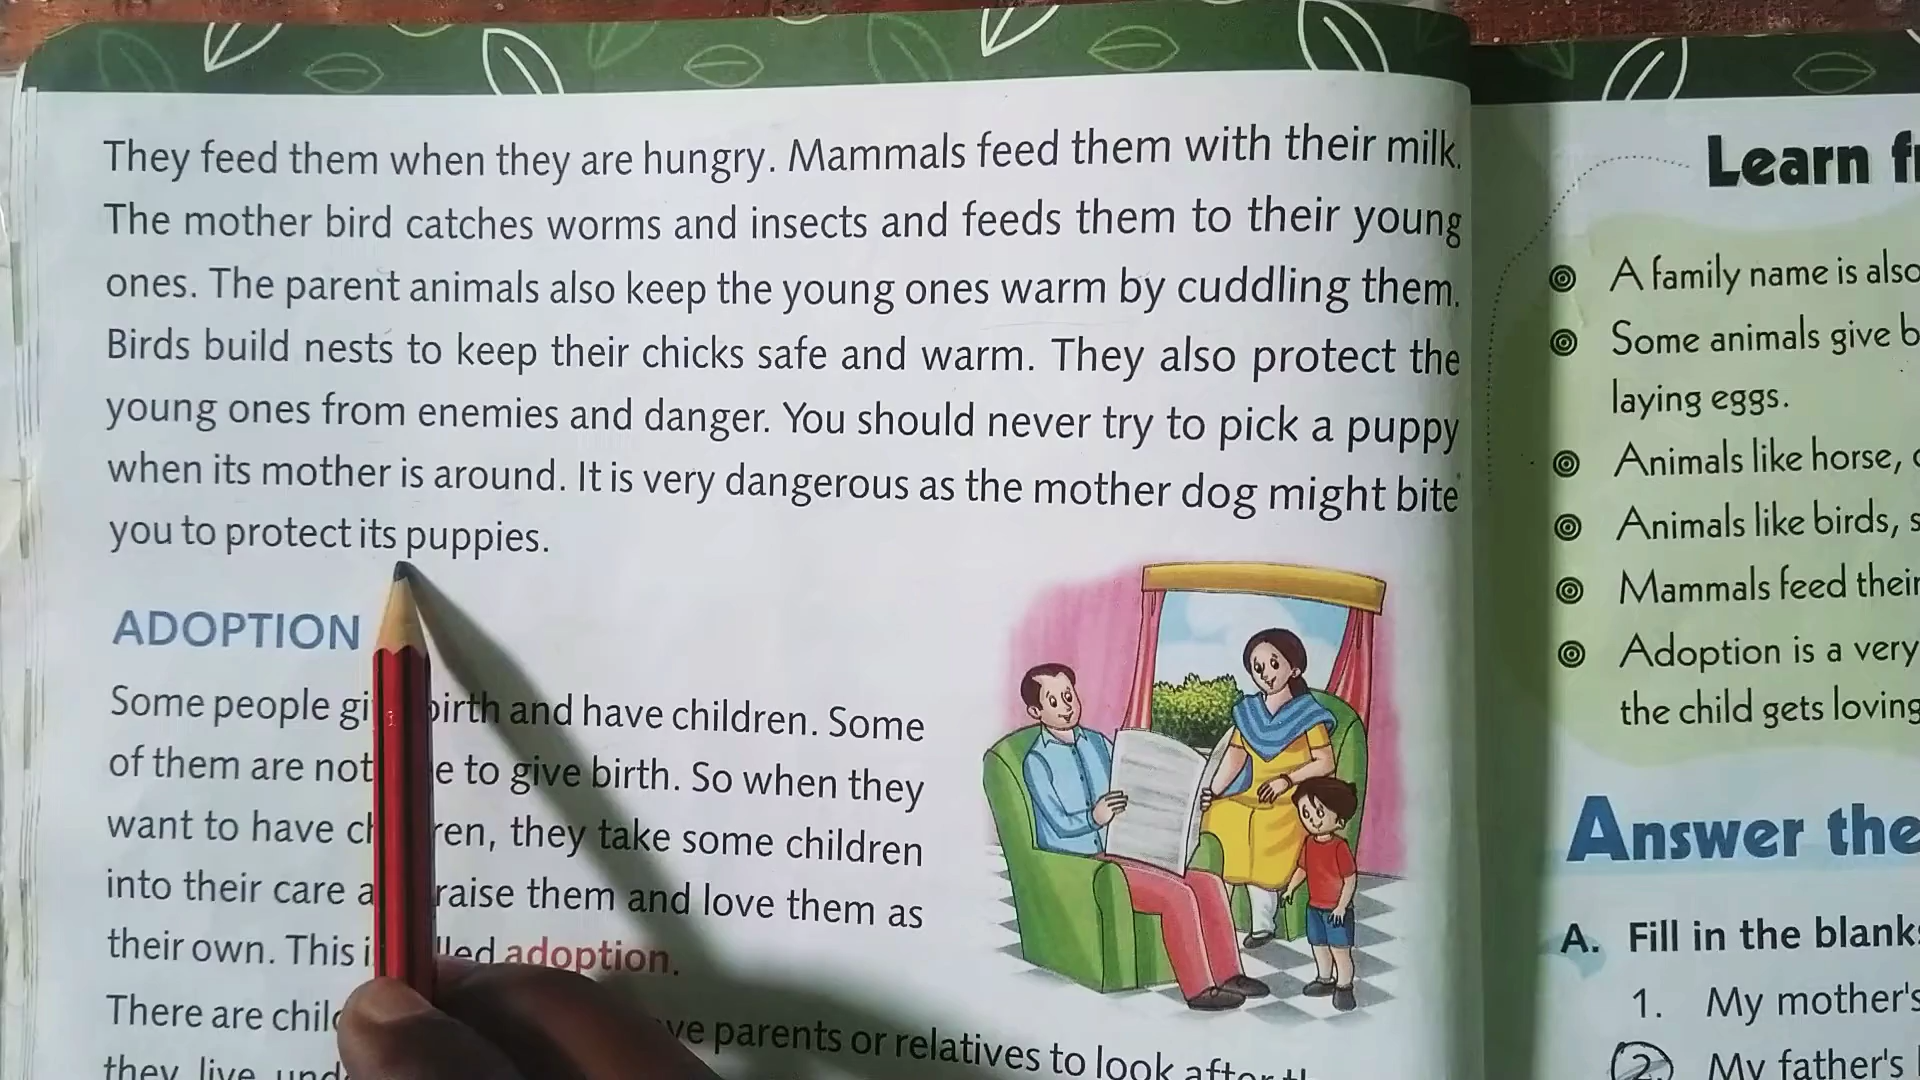 They feed them when they are hungry. Mammals feed them with their milk.
The mother bird catches worms and insects and feeds them to their young
ones. The parent animals also keep the young ones warm by cuddling them.
Birds build nests to keep their chicks safe and warm. They also protect the
young ones from enemies and danger. You should never try to pick a puppy
when its mother is around. It is very dangerous as the mother dog might bite
you to protect its puppies.
ADOPTION
Some people birth and have children. Some
of them are not to give birth. So when they
want to have they take some children
into their care raise them and love them as
their own. This adoption.
There are parents or relatives to look after
they live
Learn
A family name is also
Some animals give
laying eggs.
Animals like horse,
Animals like birds,
Mammals feed their
Adoption is a very
the child gets loving
Answer the
A. Fill in the blanks
1. My mother's
2. My father's